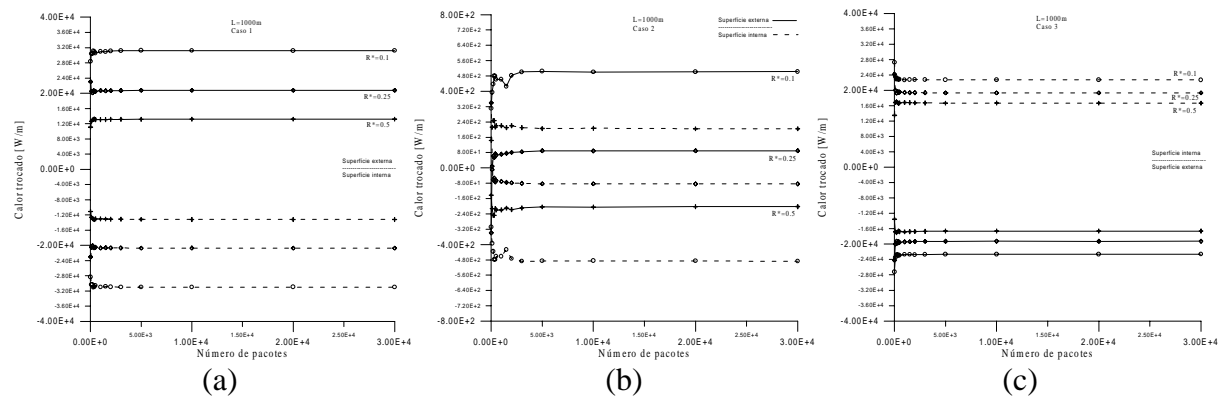 4.00E+4
3.60E+4
3.20E+4
2.80E+4
2.40E+4
2.00E+4
1.60E+4
1.20E+4
8.00E+3
4.00E+3
0.00E+0
-4.00E+3
-8.00E+3
-1.20E+4
-1.60E+4
-2.00E+4
-2.40E+4
-2.80E+4
-3.20E+4
-3.60E+4
-4.00E+4
Calor trocado [W/m]
L=1000m
Caso 1
R*=0.1
R*=0.25
R*=0.5
Superfície externa
Superfície interna
0.00E+0
5.00E+3
1.00E+4
1.50E+4
2.00E+4
2.50E+4
3.00E+4
Número de pacotes
(a)
8.00E+2
7.20E+2
6.40E+2
5.60E+2
4.80E+2
4.00E+2
3.20E+2
2.40E+2
1.60E+2
8.00E+1
0.00E+0
-8.00E+1
-1.60E+2
-2.40E+2
-3.20E+2
-4.00E+2
-4.80E+2
-5.60E+2
-6.40E+2
-7.20E+2
-8.00E+2
Calor trocado [W/m]
L=1000m
Caso 2
Superfície externa
Superfície interna
R*=0.1
R*=0.25
R*=0.5
0.00E+0
5.00E+3
1.00E+4
1.50E+4
2.00E+4
2.50E+4
3.00E+4
Número de pacotes
(b)
4.00E+4
3.60E+4
3.20E+4
2.80E+4
2.40E+4
2.00E+4
1.60E+4
1.20E+4
8.00E+3
4.00E+3
0.00E+0
-4.00E+3
-8.00E+3
-1.20E+4
-1.60E+4
-2.00E+4
-2.40E+4
-2.80E+4
-3.20E+4
-3.60E+4
-4.00E+4
Calor trocado [W/m]
L=1000m
Caso 3
R*=0.1
R*=0.25
R*=0.5
Superfície interna
Superfície externa
0.00E+0
5.00E+3
1.00E+4
1.50E+4
2.00E+4
2.50E+4
3.00E+4
Número de pacotes
(c)